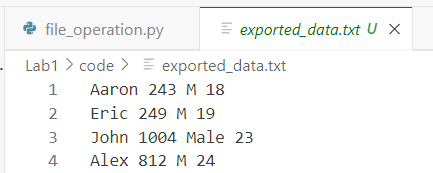 file_operation.py
exported_data.txt U
Lab1 > code > exported_data.txt
1 Aaron 243 M 18
2 Eric 249 M 19
3 John 1004 Male 23
4 Alex 812 M 24